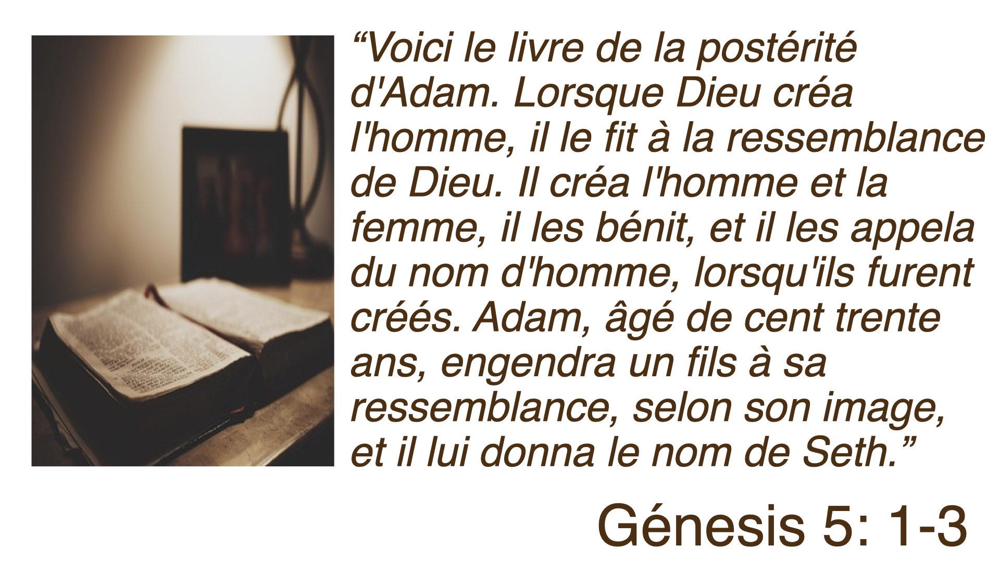 “Voici le livre de la postérité
d'Adam. Lorsque Dieu créa
l'homme, il le fit à la ressemblance
de Dieu. Il créa l'homme et la
femme, il les bénit, et il les appela
du nom d'homme, lorsqu'ils furent
créés. Adam, âgé de cent trente
ans, engendra un fils à sa
ressemblance, selon son image,
et il lui donna le nom de Seth.”
Génesis 5: 1-3